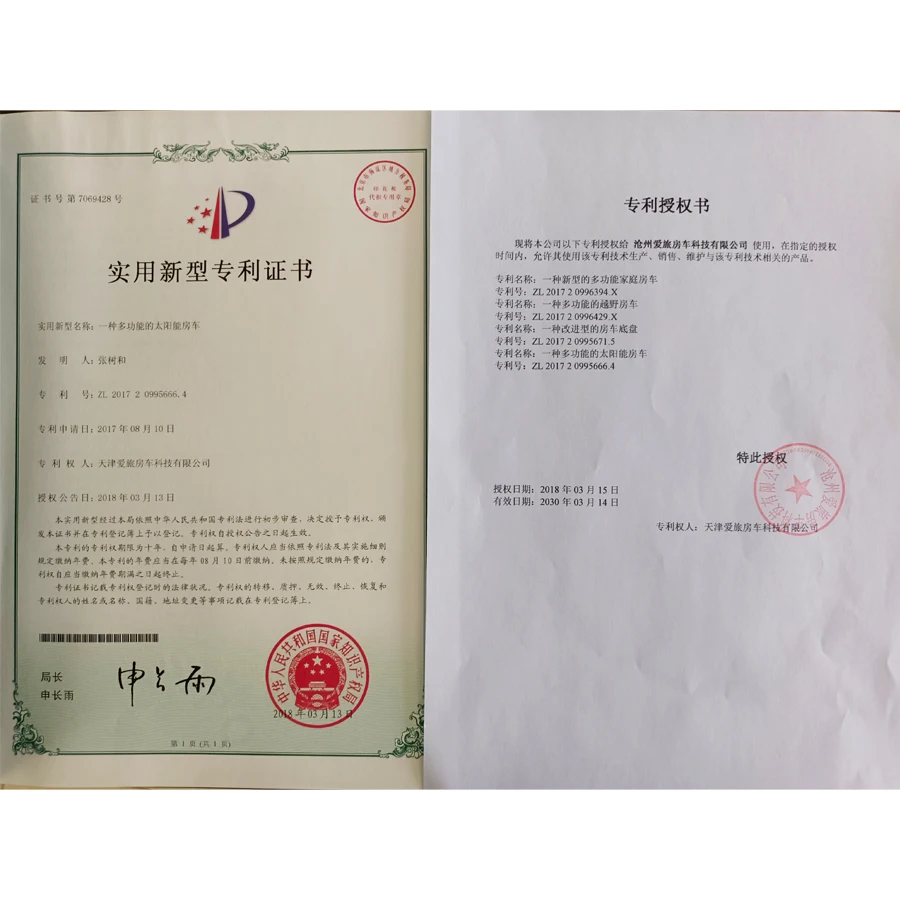 证书号第7069428号
实用新型专利证书
实用新型名称：一种多功能的太阳能房车
发明人：张树和
专利号：ZL 2017 2 0995666.4
专利申请日：2017年08月10日
专利权人：天津爱旅房车科技有限公司
授权公告日：2018年03月13日
本实用新型经过本局依照中华人民共和国专利法进行初步审查，决定授予专利权，颁
发本证书并在专利登记簿上予以登记。专利权自授权公告之日起生效。
本专利的专利权期限为十年，自申请日起算。专利权人应当依照专利法及其实施细则
规定缴纳年费。本专利的年费应当在每年08月10日前缴纳。未按照规定缴纳年费的，专
利权自应当缴纳年费期满之日起终止。
专利证书记载专利权登记时的法律状况。专利权的转移、质押、无效、终止、恢复和
专利权人的姓名或名称、国籍、地址变更等事项记载在专利登记簿上。
局长
申长雨
申长雨
中华人民共和国国家知识产权局
2018年03月13日
第1页(共1页)
专利授权书
现将本公司以下专利授权给 沧州爱旅房车科技有限公司 使用，在指定的授权
时间内，允许其使用该专利技术生产、销售、维护与该专利技术相关的产品。
专利名称：一种新型的多功能家庭房车
专利号：ZL 2017 2 0996394.X
专利名称：一种多功能的越野房车
专利号：ZL 2017 2 0996429.X
专利名称：一种改进型的房车底盘
专利号：ZL 2017 2 0995671.5
专利名称：一种多功能的太阳能房车
专利号：ZL 2017 2 0995666.4
特此授权
授权日期：2018年03月15日
有效日期：2030年03月14日
专利权人：天津爱旅房车科技有限公司